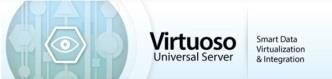 Virtuoso
Universal Server
Smart Data
Virtualization
& Integration